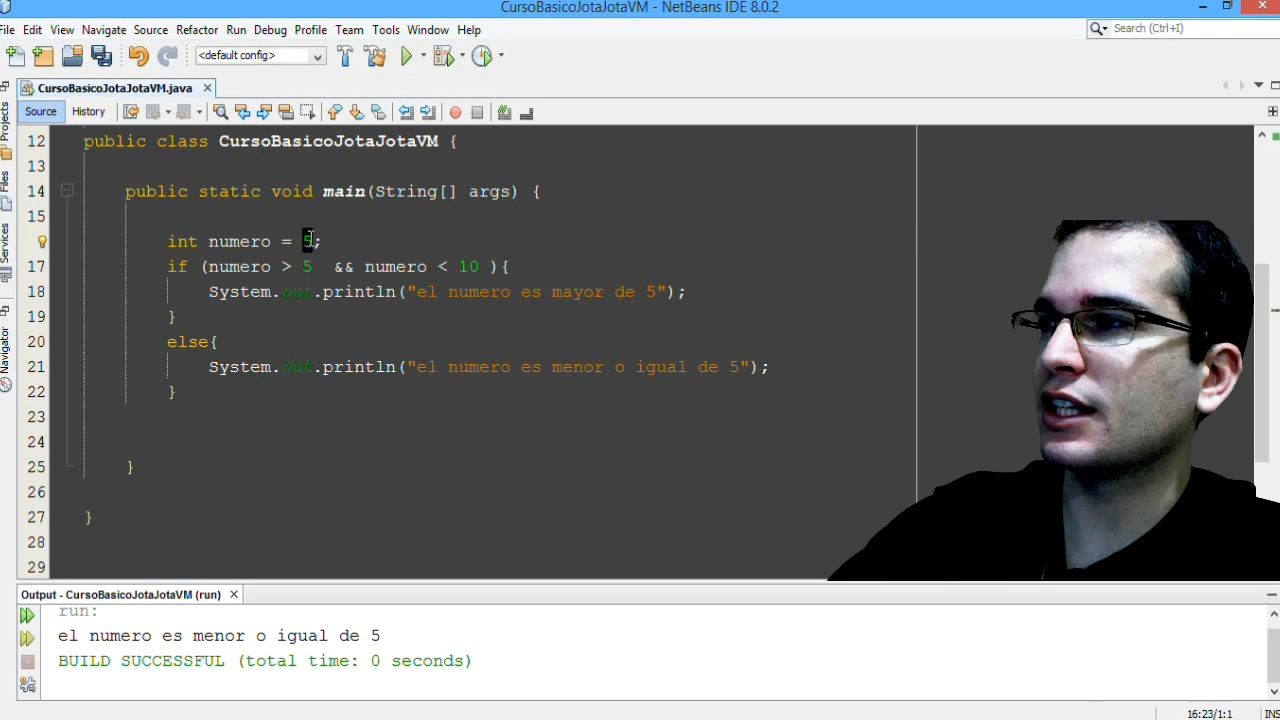 CursoBasicoJotaJotaVM - NetBeans IDE 8.0.2
File Edit View Navigate Source Refactor Run Debug Profile Team Tools Window Help
Search (Ctrl+I)
<default config>
CursoBasicoJotaJotaVM.java
Source History
Projects
Files
Services
Navigator
12 public class CursoBasicoJotaJotaVM {
13
14 public static void main(String[] args) {
15
int numero = 5;
17 if (numero > 5  && numero < 10 ){
18 System.out.println("el numero es mayor de 5");
19 }
20 else{
21 System.out.println("el numero es menor o igual de 5");
22 }
23
24
25 }
26
27 }
28
29
Output - CursoBasicoJotaJotaVM (run)
run:
el numero es menor o igual de 5
BUILD SUCCESSFUL (total time: 0 seconds)
16:23/1:1 INS